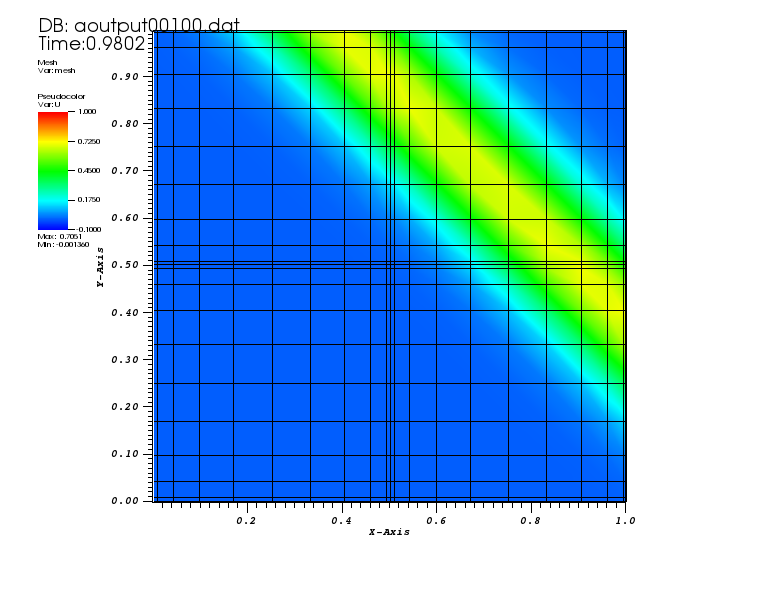 DB: aoutput00100.dat
Time:0.9802
Mesh
Var: mesh
Pseudocolor
Var: U
1.000
0.7250
0.4500
0.1750
-0.1000
Max: 0.7051
Min: -0.001360
Y-Axis
0.90
0.80
0.70
0.60
0.50
0.40
0.30
0.20
0.10
0.00
0.2 0.4 0.6 0.8 1.0
X-Axis